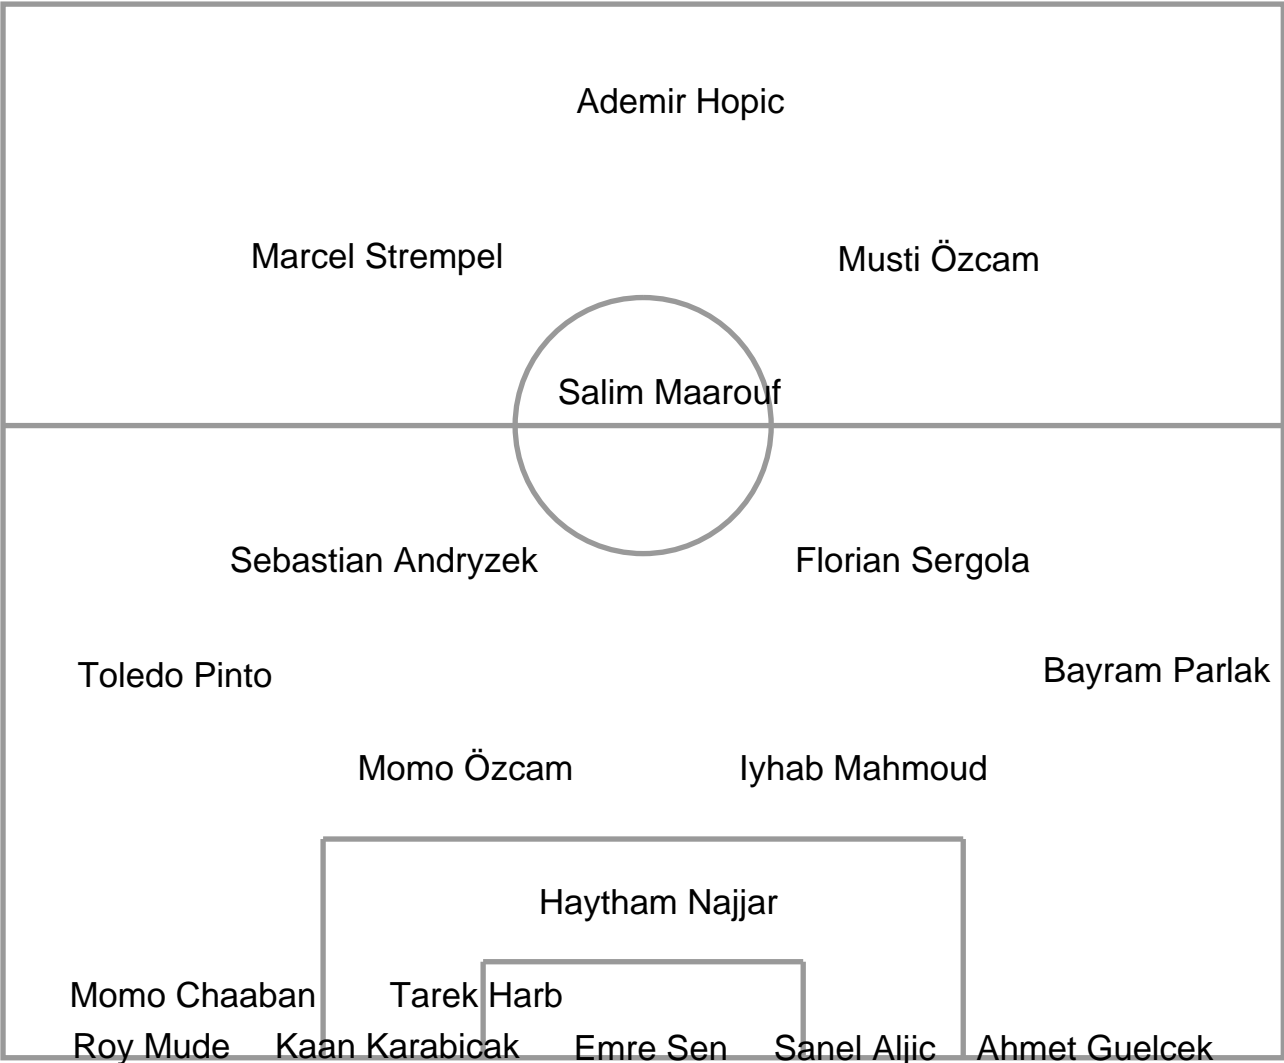 Ademir Hopic
Marcel Strempel Musti Özcam
Salim Maarouf
Sebastian Andryzek Florian Sergola
Toledo Pinto Bayram Parlak
Momo Özcam Iyhab Mahmoud
Haytham Najjar
Momo Chaaban Tarek Harb
Roy Mude Kaan Karabicak Emre Sen Sanel Aljic Ahmet Guelcek